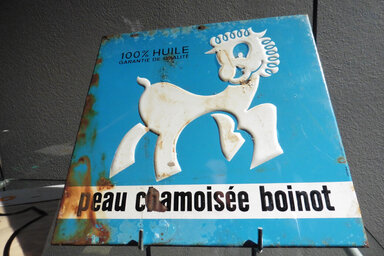 100% HUILE
GARANTIE DE QUALITÉ
peau chamoisée boinot